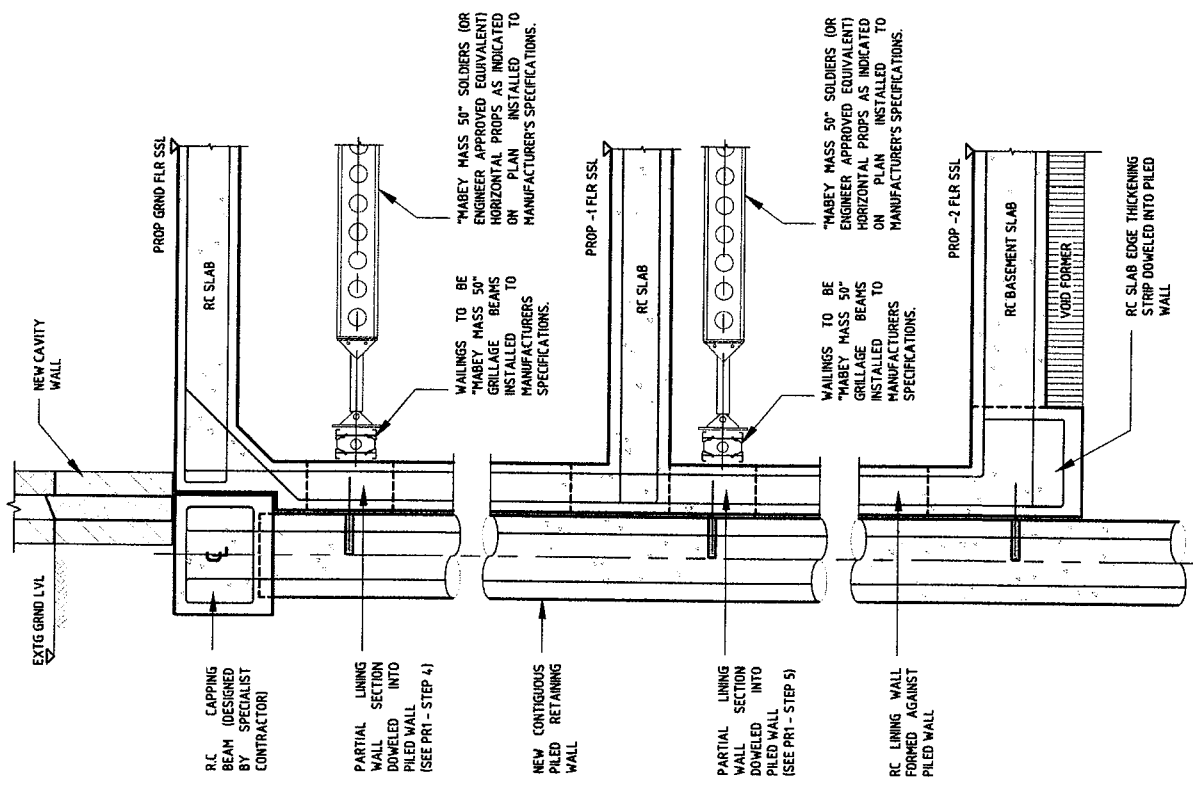 EXTG GRND LVL
NEW CAVITY
WALL
PROP GRND FLR SSL
RC SLAB
R.C CAPPING
BEAM (DESIGNED
BY SPECIALIST
CONTRACTOR)
PARTIAL LINING
WALL SECTION
DOWELED INTO
PILED WALL
(SEE PR1 - STEP 4)
WAILINGS TO BE
"MABEY MASS 50"
GRILLAGE BEAMS
INSTALLED TO
MANUFACTURERS
SPECIFICATIONS.
"MABEY MASS 50" SOLDIERS (OR
ENGINEER APPROVED EQUIVALENT)
HORIZONTAL PROPS AS INDICATED
ON PLAN INSTALLED TO
MANUFACTURER'S SPECIFICATIONS.
NEW CONTIGUOUS
PILED RETAINING
WALL
PROP -1 FLR SSL
RC SLAB
PARTIAL LINING
WALL SECTION
DOWELED INTO
PILED WALL
(SEE PR1 - STEP 5)
WAILINGS TO BE
"MABEY MASS 50"
GRILLAGE BEAMS
INSTALLED TO
MANUFACTURERS
SPECIFICATIONS.
"MABEY MASS 50" SOLDIERS (OR
ENGINEER APPROVED EQUIVALENT)
HORIZONTAL PROPS AS INDICATED
ON PLAN INSTALLED TO
MANUFACTURER'S SPECIFICATIONS.
RC LINING WALL
FORMED AGAINST
PILED WALL
PROP -2 FLR SSL
RC BASEMENT SLAB
VOID FORMER
RC SLAB EDGE THICKENING
STRIP DOWELED INTO PILED
WALL